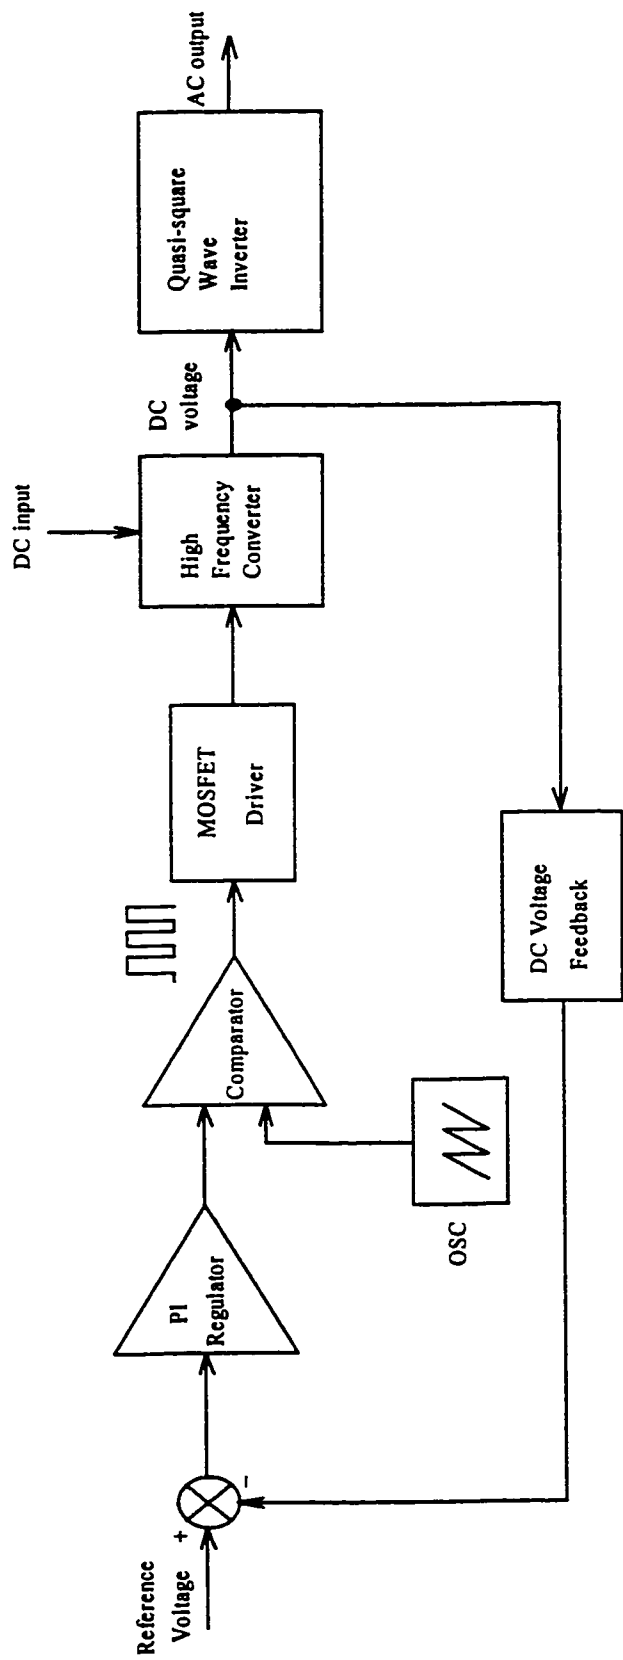 Reference
Voltage
+
-
PI
Regulator
OSC
Comparator
MOSFET
Driver
DC input
High
Frequency
Converter
DC
voltage
DC Voltage
Feedback
Quasi-square
Wave
Inverter
AC output